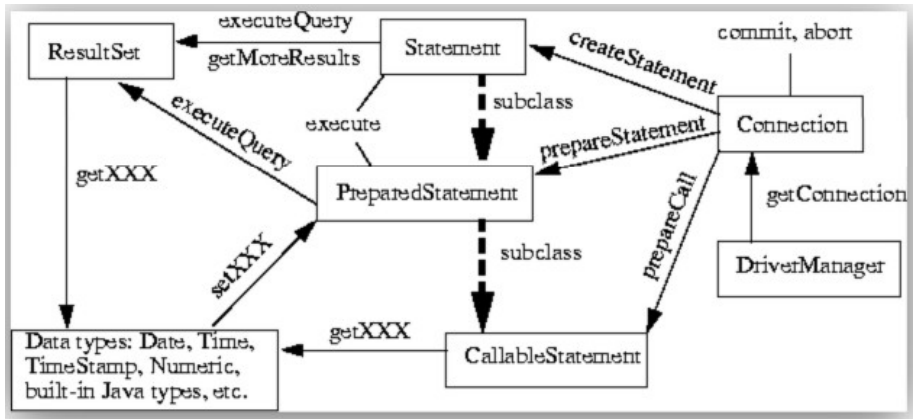 executeQuery
commit, abort
ResultSet
Statement
getMoreResults
createStatement
subclass
executeQuery
execute
prepareStatement
Connection
getXXX
PreparedStatement
getConnection
prepareCall
setXXX
subclass
DriverManager
Data types: Date, Time,
TimeStamp, Numeric,
built-in Java types, etc.
getXXX
CallableStatement